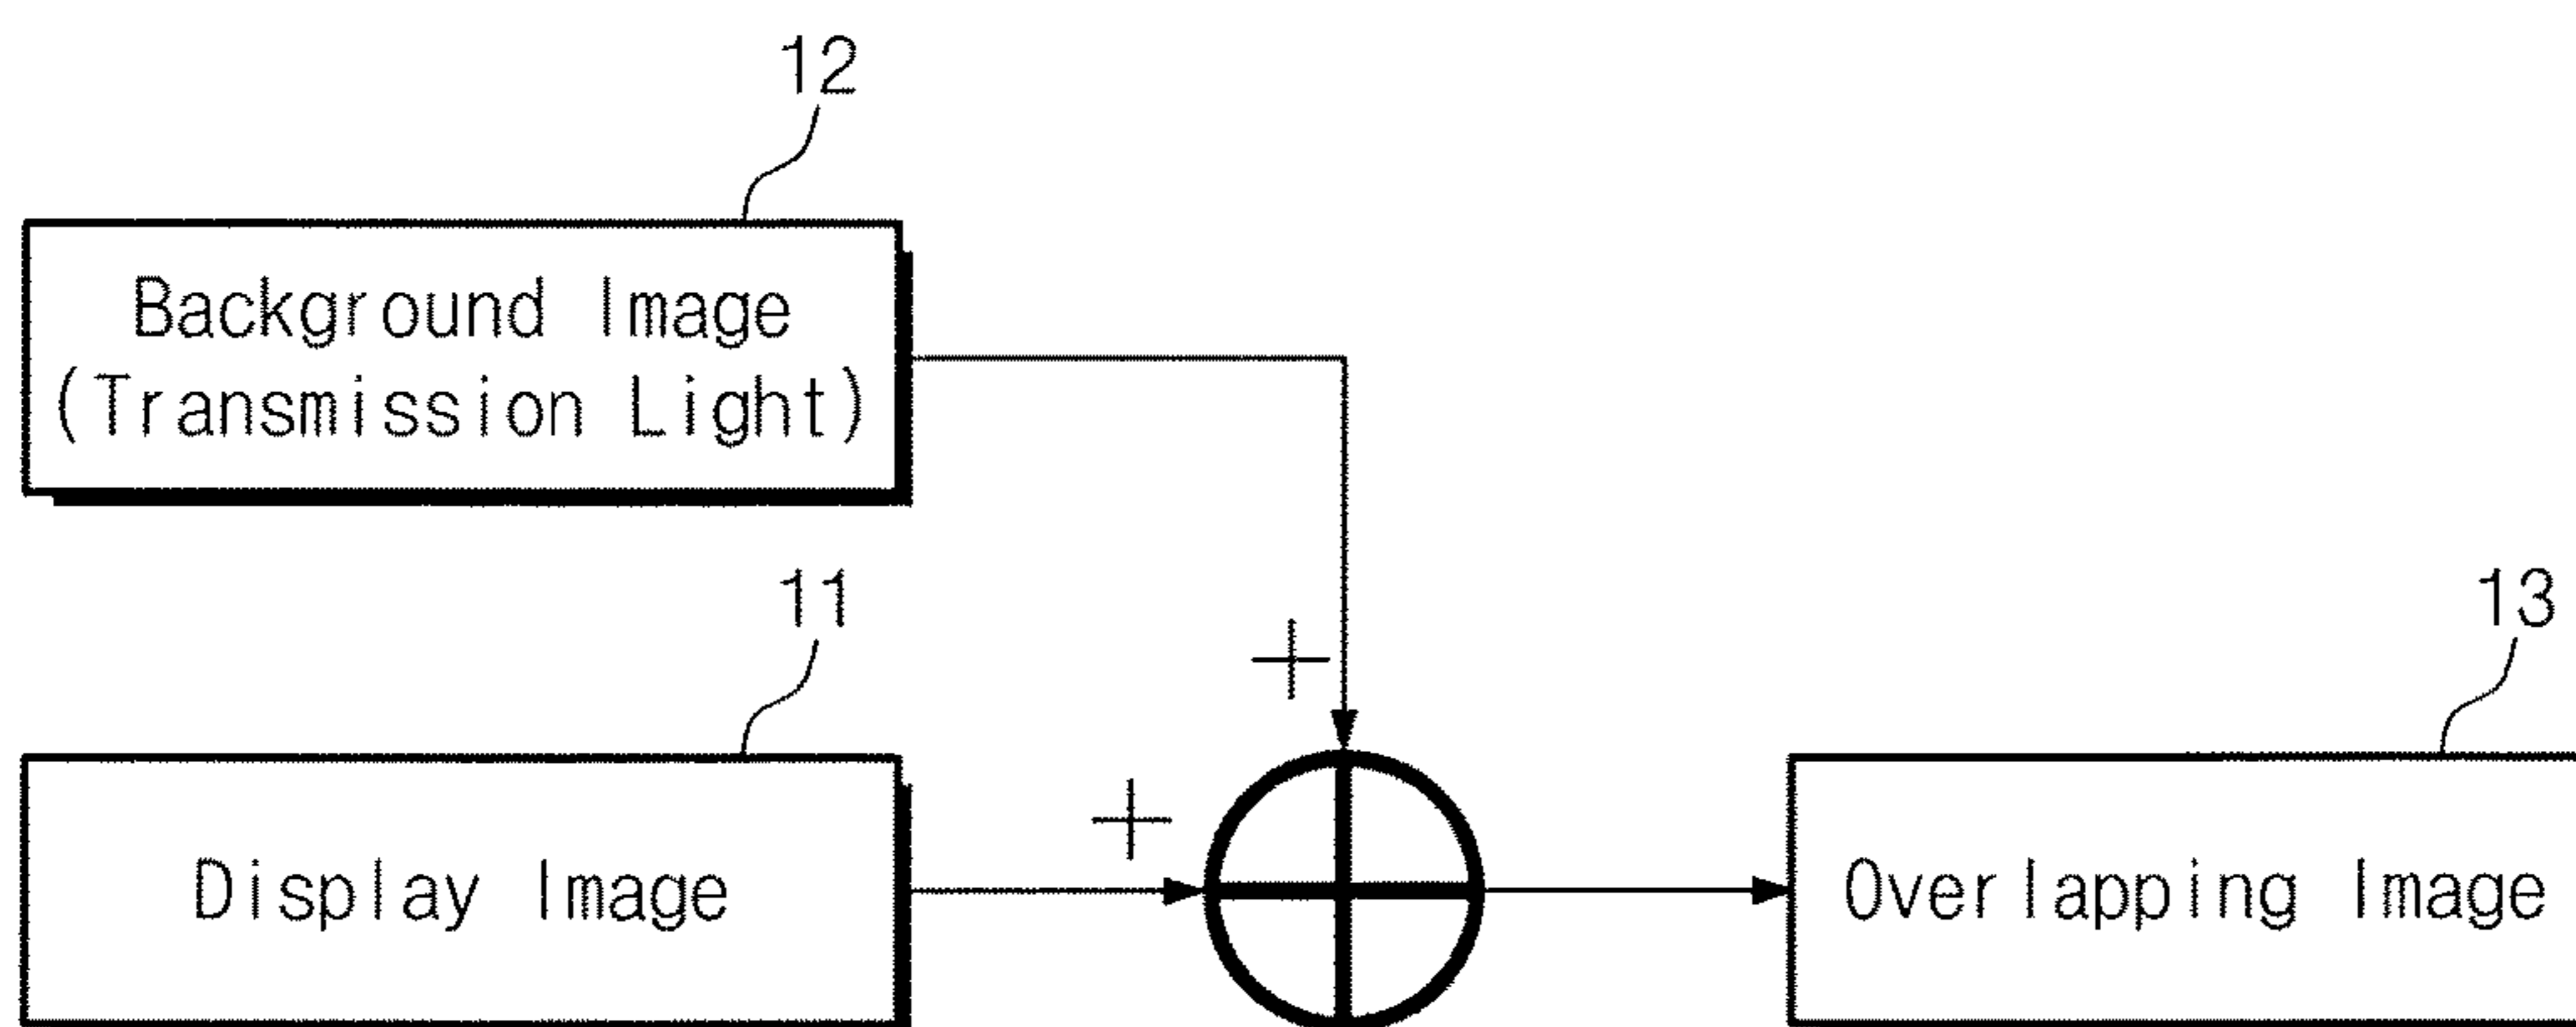 12
Background Image
(Transmission Light)
11
13
+
+
Display Image
Overlapping Image